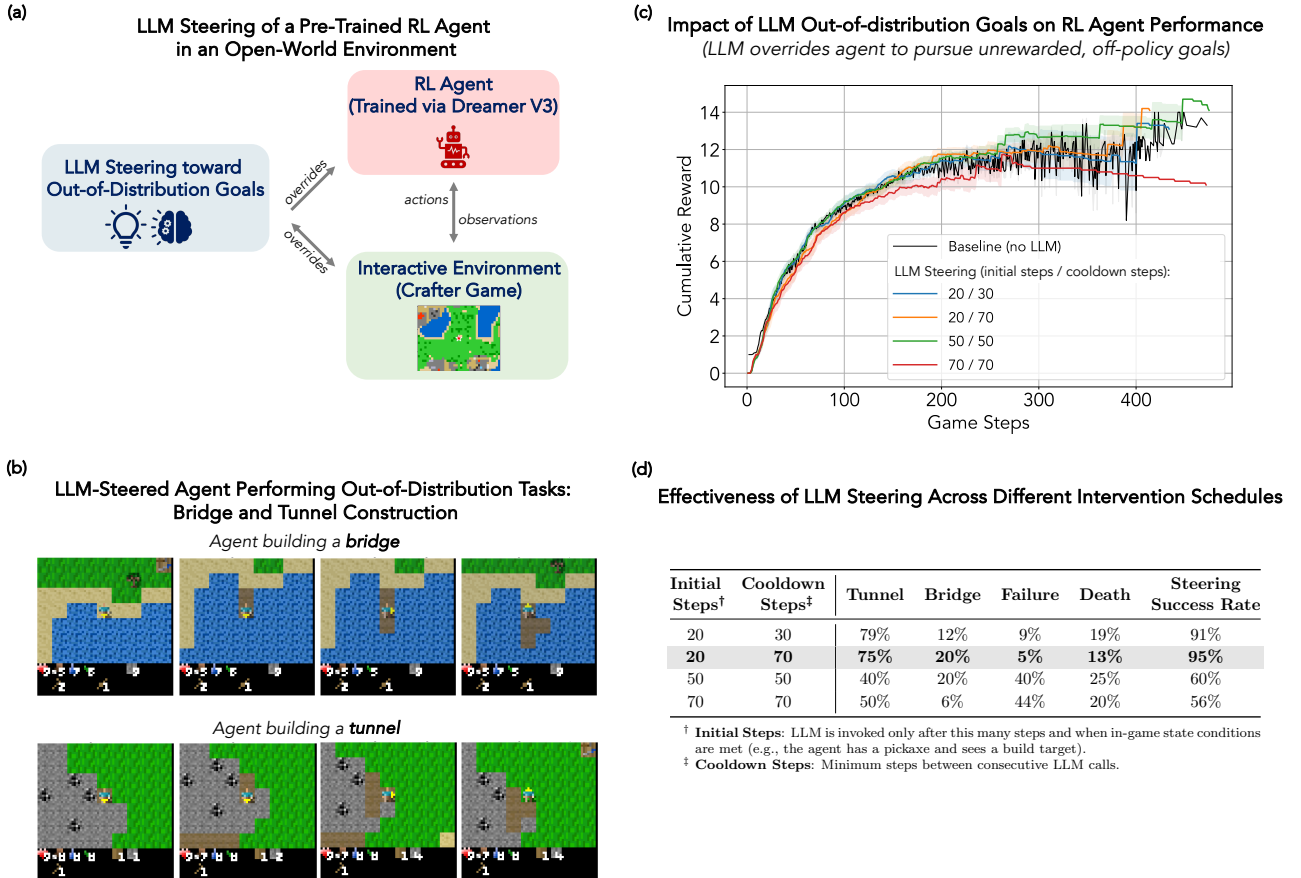 (a)
LLM Steering of a Pre-Trained RL Agent
in an Open-World Environment
RL Agent
(Trained via Dreamer V3)
LLM Steering toward
Out-of-Distribution Goals
overrides
overrides
actions
observations
Interactive Environment
(Crafter Game)
(b)
LLM-Steered Agent Performing Out-of-Distribution Tasks:
Bridge and Tunnel Construction
Agent building a bridge
Agent building a tunnel
(c)
Impact of LLM Out-of-distribution Goals on RL Agent Performance
(LLM overrides agent to pursue unrewarded, off-policy goals)
Cumulative Reward
14
12
10
8
6
4
2
0
0 100 200 300 400
Game Steps
Baseline (no LLM)
LLM Steering (initial steps / cooldown steps):
20 / 30
20 / 70
50 / 50
70 / 70
(d)
Effectiveness of LLM Steering Across Different Intervention Schedules
Initial Steps† Cooldown Steps‡ Tunnel Bridge Failure Death Steering Success Rate
20 30 79% 12% 9% 19% 91%
20 70 75% 20% 5% 13% 95%
50 50 40% 20% 40% 25% 60%
70 70 50% 6% 44% 20% 56%
† Initial Steps: LLM is invoked only after this many steps and when in-game state conditions
are met (e.g., the agent has a pickaxe and sees a build target).
‡ Cooldown Steps: Minimum steps between consecutive LLM calls.